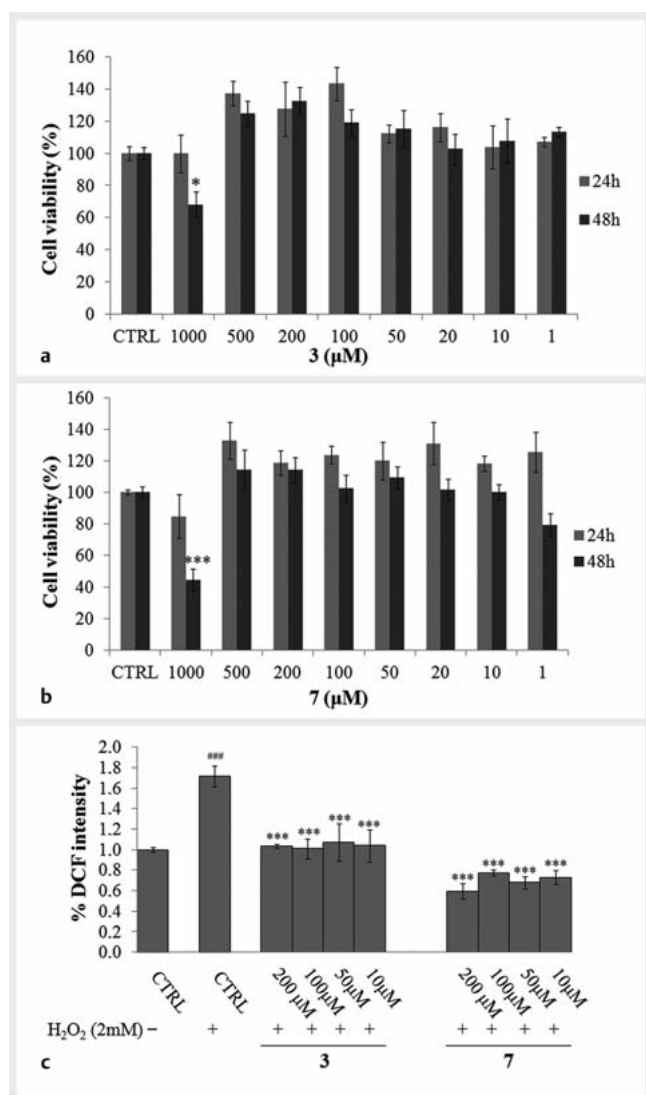 160
140
120
100
80
60
40
20
0
Cell viability (%)
*
24h
48h
CTRL 1000 500 200 100 50 20 10 1
3 (μM)
a
160
140
120
100
80
60
40
20
0
Cell viability (%)
***
24h
48h
CTRL 1000 500 200 100 50 20 10 1
7 (μM)
b
2.0
1.8
1.6
1.4
1.2
1.0
0.8
0.6
0.4
0.2
0.0
% DCF intensity
###
*** *** *** ***
*** *** *** ***
CTRL CTRL 200 μM 100μM 50μM 10μM 200 μM 100μM 50μM 10μM
H₂O₂ (2mM) − + + + + + + + + +
3 7
c